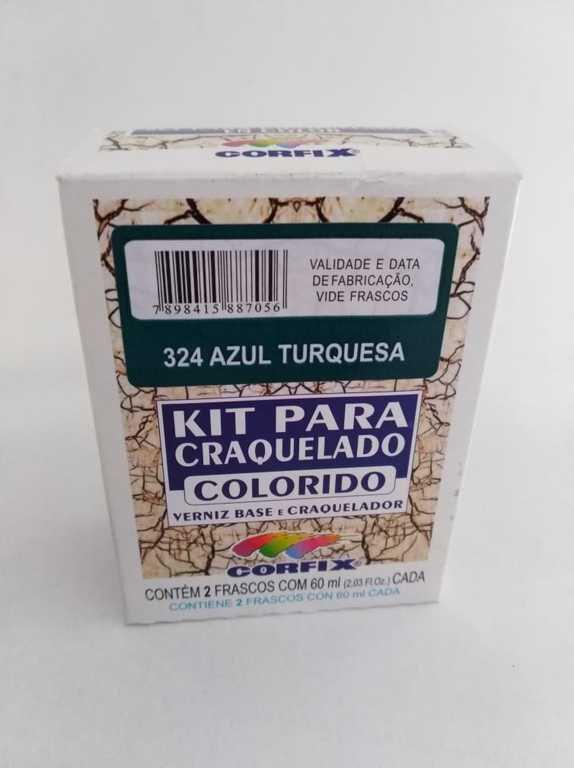 CORFIX®
7 898415 887056
VALIDADE E DATA
DE FABRICAÇÃO,
VIDE FRASCOS
324 AZUL TURQUESA
KIT PARA
CRAQUELADO
COLORIDO
VERNIZ BASE E CRAQUELADOR
CORFIX®
CONTÉM 2 FRASCOS COM 60 ml (2,03 Fl.Oz.) CADA
CONTIENE 2 FRASCOS CON 60 ml CADA